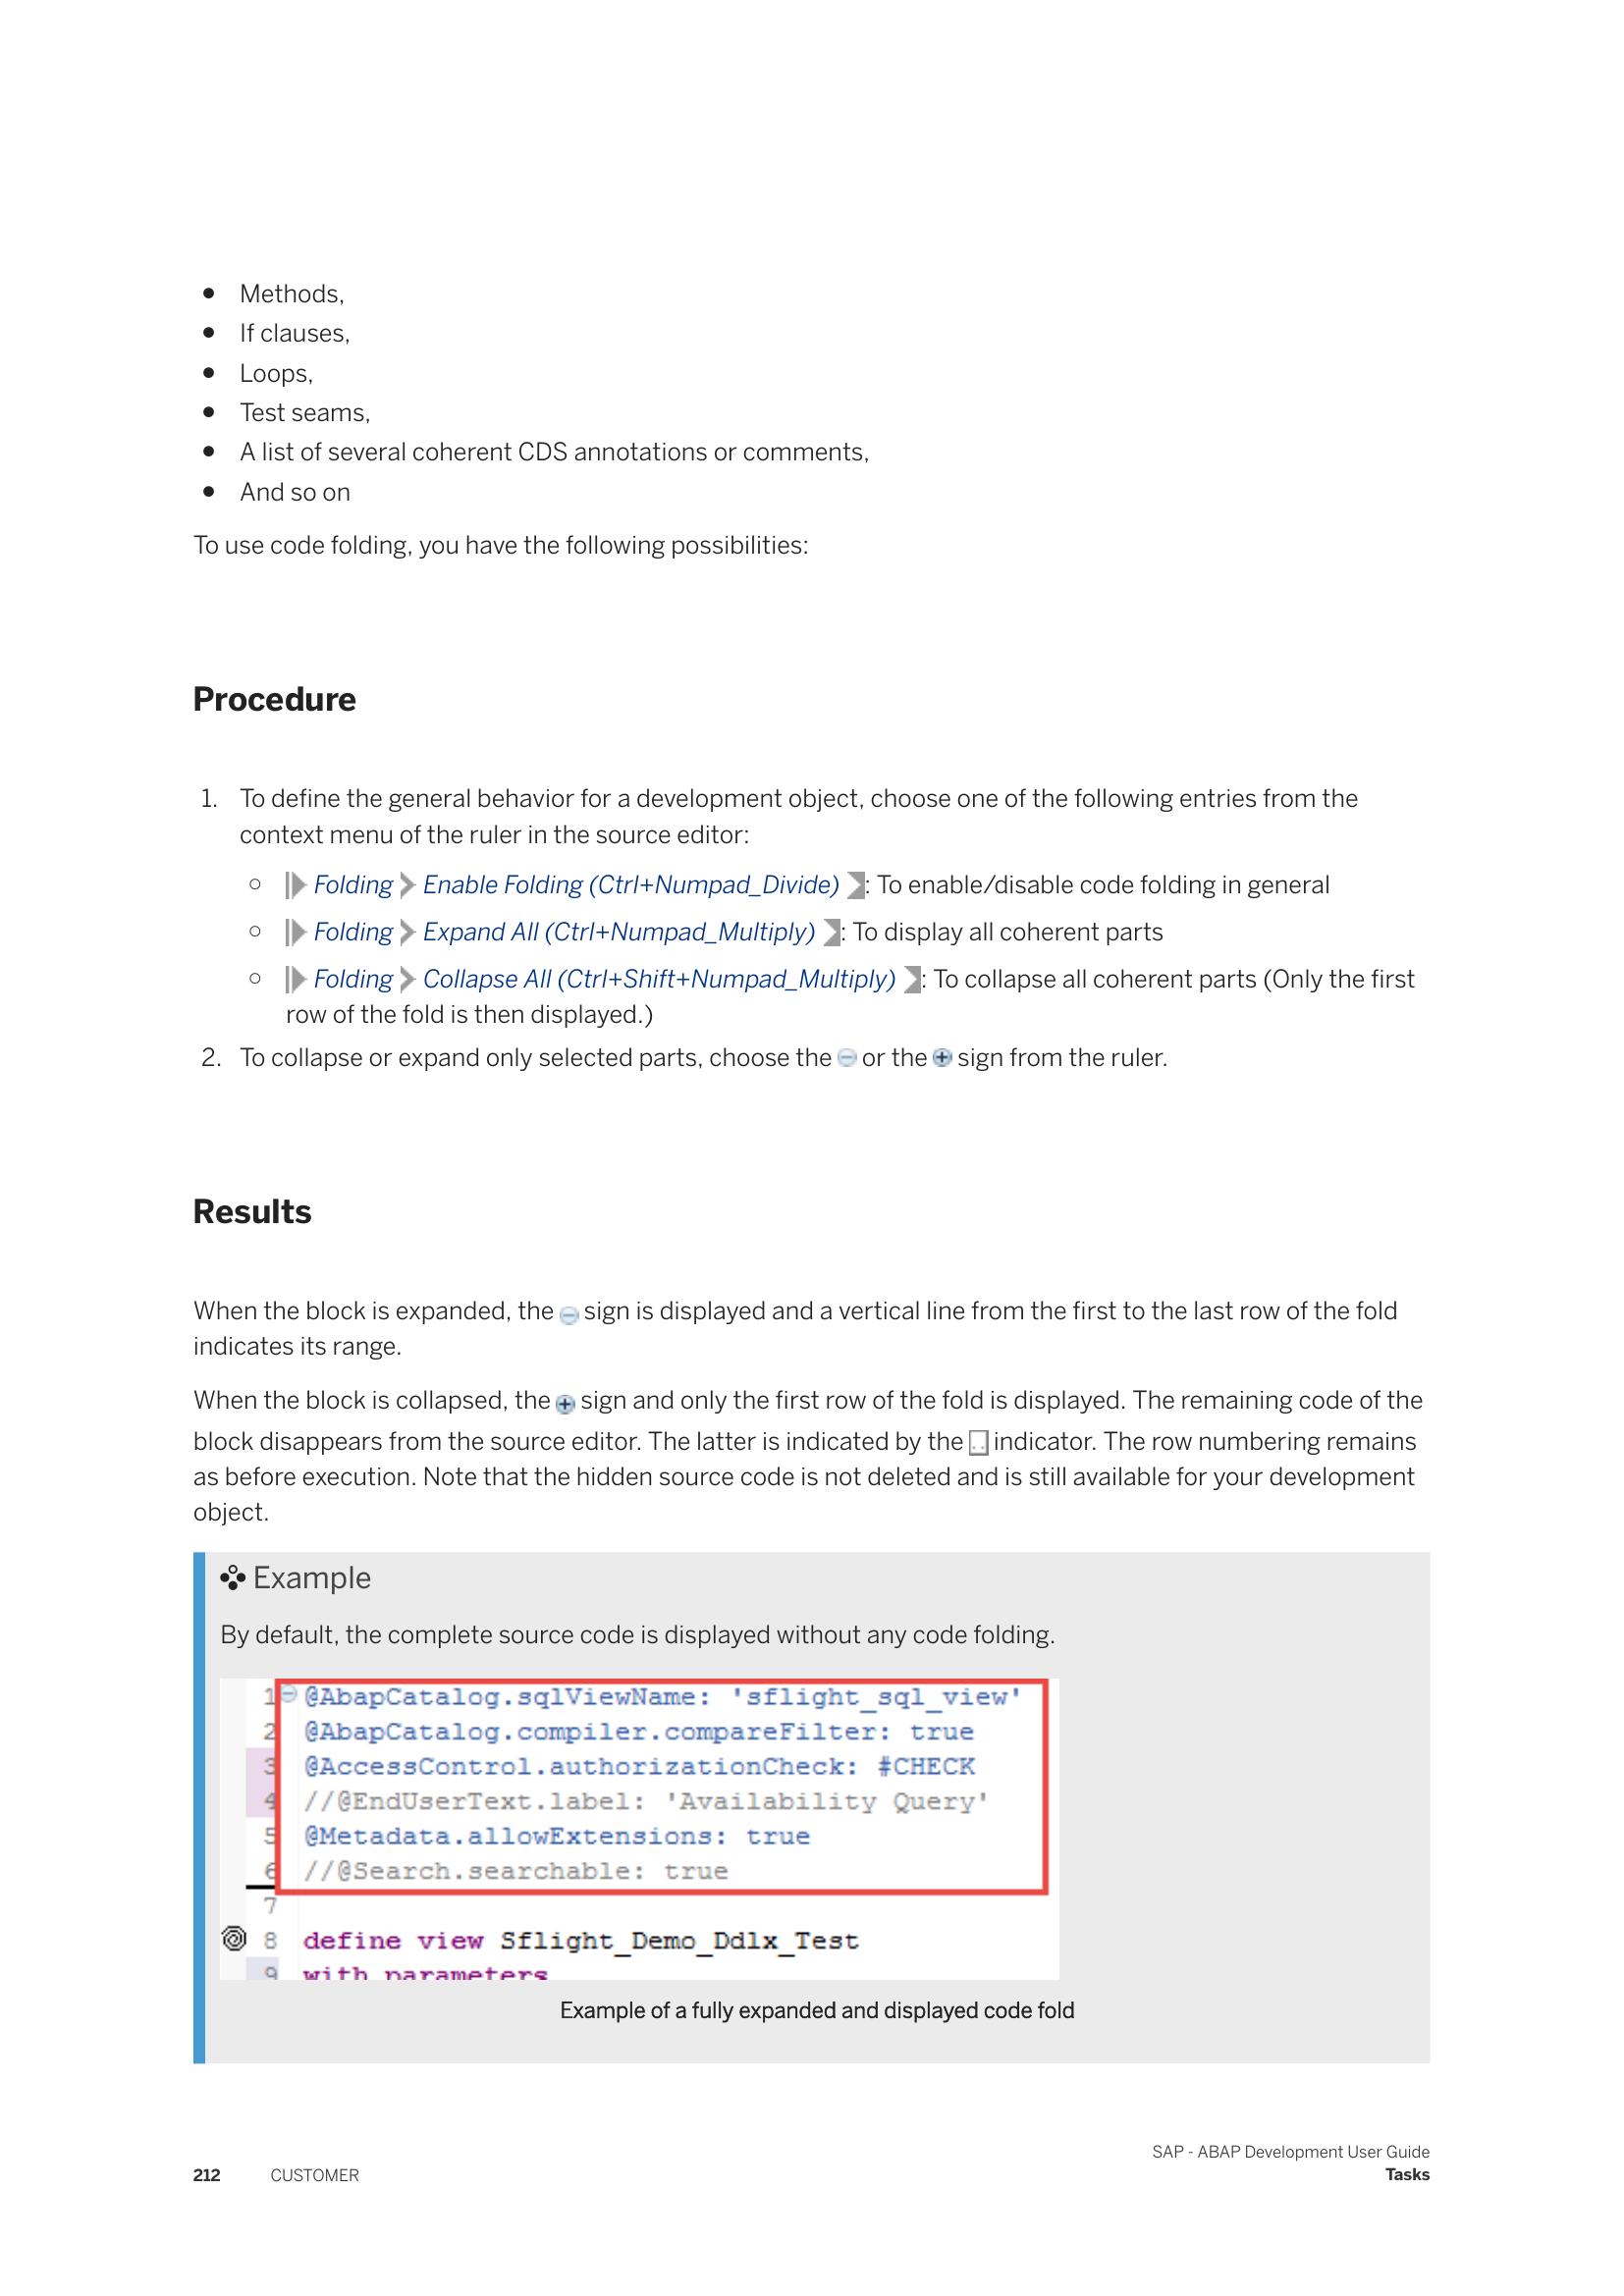 Methods,
If clauses,
Loops,
Test seams,
A list of several coherent CDS annotations or comments,
And so on
To use code folding, you have the following possibilities:
Procedure
1. To define the general behavior for a development object, choose one of the following entries from the
context menu of the ruler in the source editor:
Folding Enable Folding (Ctrl+Numpad_Divide) : To enable/disable code folding in general
Folding Expand All (Ctrl+Numpad_Multiply) : To display all coherent parts
Folding Collapse All (Ctrl+Shift+Numpad_Multiply) : To collapse all coherent parts (Only the first
row of the fold is then displayed.)
2. To collapse or expand only selected parts, choose the or the sign from the ruler.
Results
When the block is expanded, the sign is displayed and a vertical line from the first to the last row of the fold
indicates its range.
When the block is collapsed, the sign and only the first row of the fold is displayed. The remaining code of the
block disappears from the source editor. The latter is indicated by the indicator. The row numbering remains
as before execution. Note that the hidden source code is not deleted and is still available for your development
object.
Example
By default, the complete source code is displayed without any code folding.
1 @AbapCatalog.sqlViewName: 'sflight_sql_view'
2 @AbapCatalog.compiler.compareFilter: true
3 @AccessControl.authorizationCheck: #CHECK
4 //@EndUserText.label: 'Availability Query'
5 @Metadata.allowExtensions: true
6 //@Search.searchable: true
7
8 define view Sflight_Demo_Ddlx_Test
9 with parameters
Example of a fully expanded and displayed code fold
SAP - ABAP Development User Guide
212 CUSTOMER Tasks